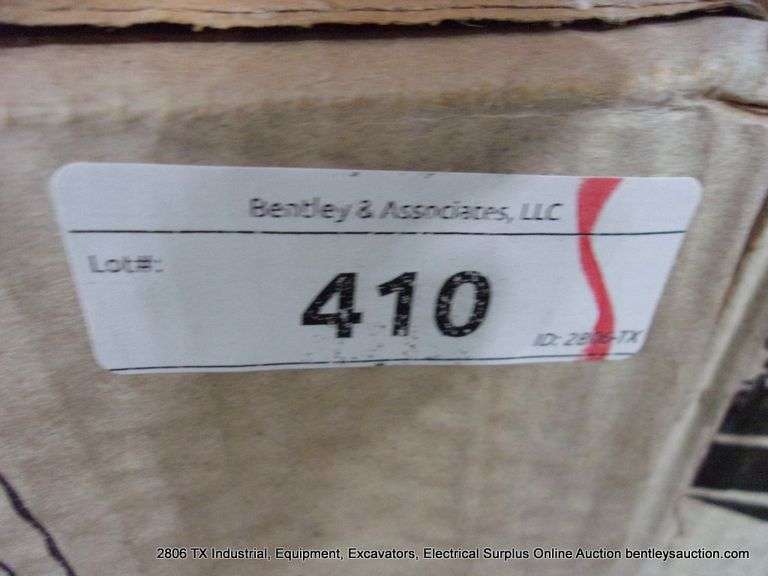 Bentley & Associates, LLC
Lot#:
410
ID: 2806-TX
2806 TX Industrial, Equipment, Excavators, Electrical Surplus Online Auction bentleysauction.com